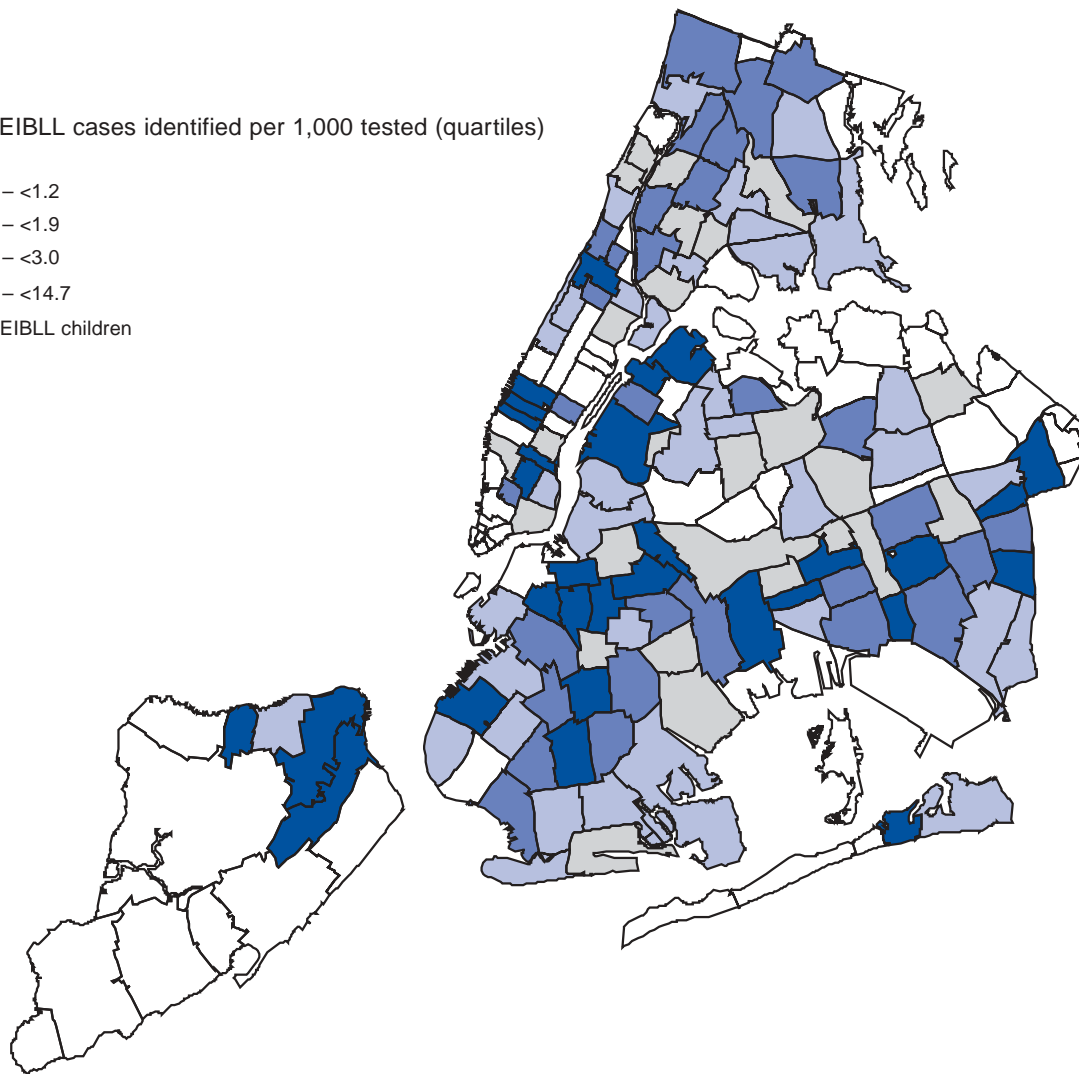 EIBLL cases identified per 1,000 tested (quartiles)
– <1.2
– <1.9
– <3.0
– <14.7
EIBLL children